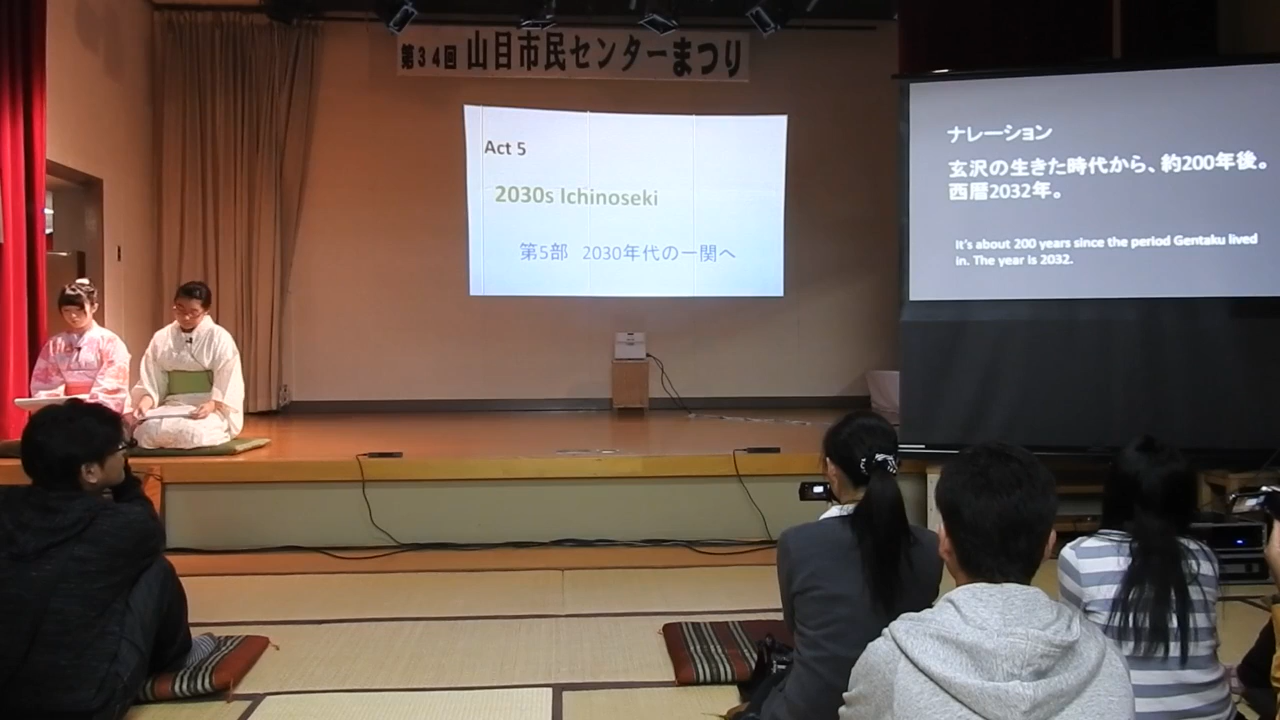 第34回 山目市民センターまつり
Act 5
2030s Ichinoseki
第5部 2030年代の一関へ
ナレーション
玄沢の生きた時代から、約200年後。
西暦2032年。
It's about 200 years since the period Gentaku lived
in. The year is 2032.